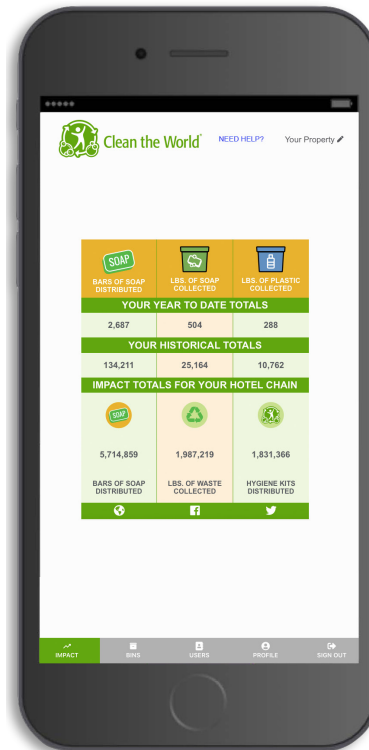 Clean the World
NEED HELP?
Your Property
SOAP
BARS OF SOAP
DISTRIBUTED
LBS. OF SOAP
COLLECTED
LBS. OF PLASTIC
COLLECTED
YOUR YEAR TO DATE TOTALS
2,687 504 288
YOUR HISTORICAL TOTALS
134,211 25,164 10,762
IMPACT TOTALS FOR YOUR HOTEL CHAIN
SOAP
5,714,859 1,987,219 1,831,366
BARS OF SOAP
DISTRIBUTED
LBS. OF WASTE
COLLECTED
HYGIENE KITS
DISTRIBUTED
IMPACT BINS USERS PROFILE SIGN OUT